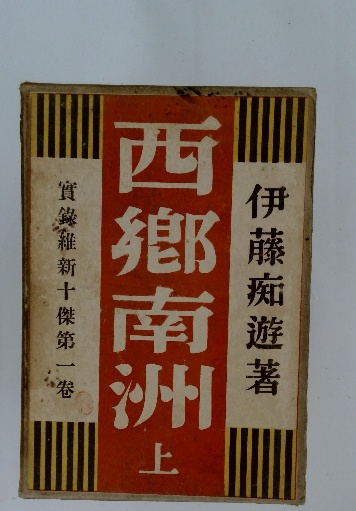 伊藤痴遊著
西鄕南洲
上
實錄維新十傑第一卷